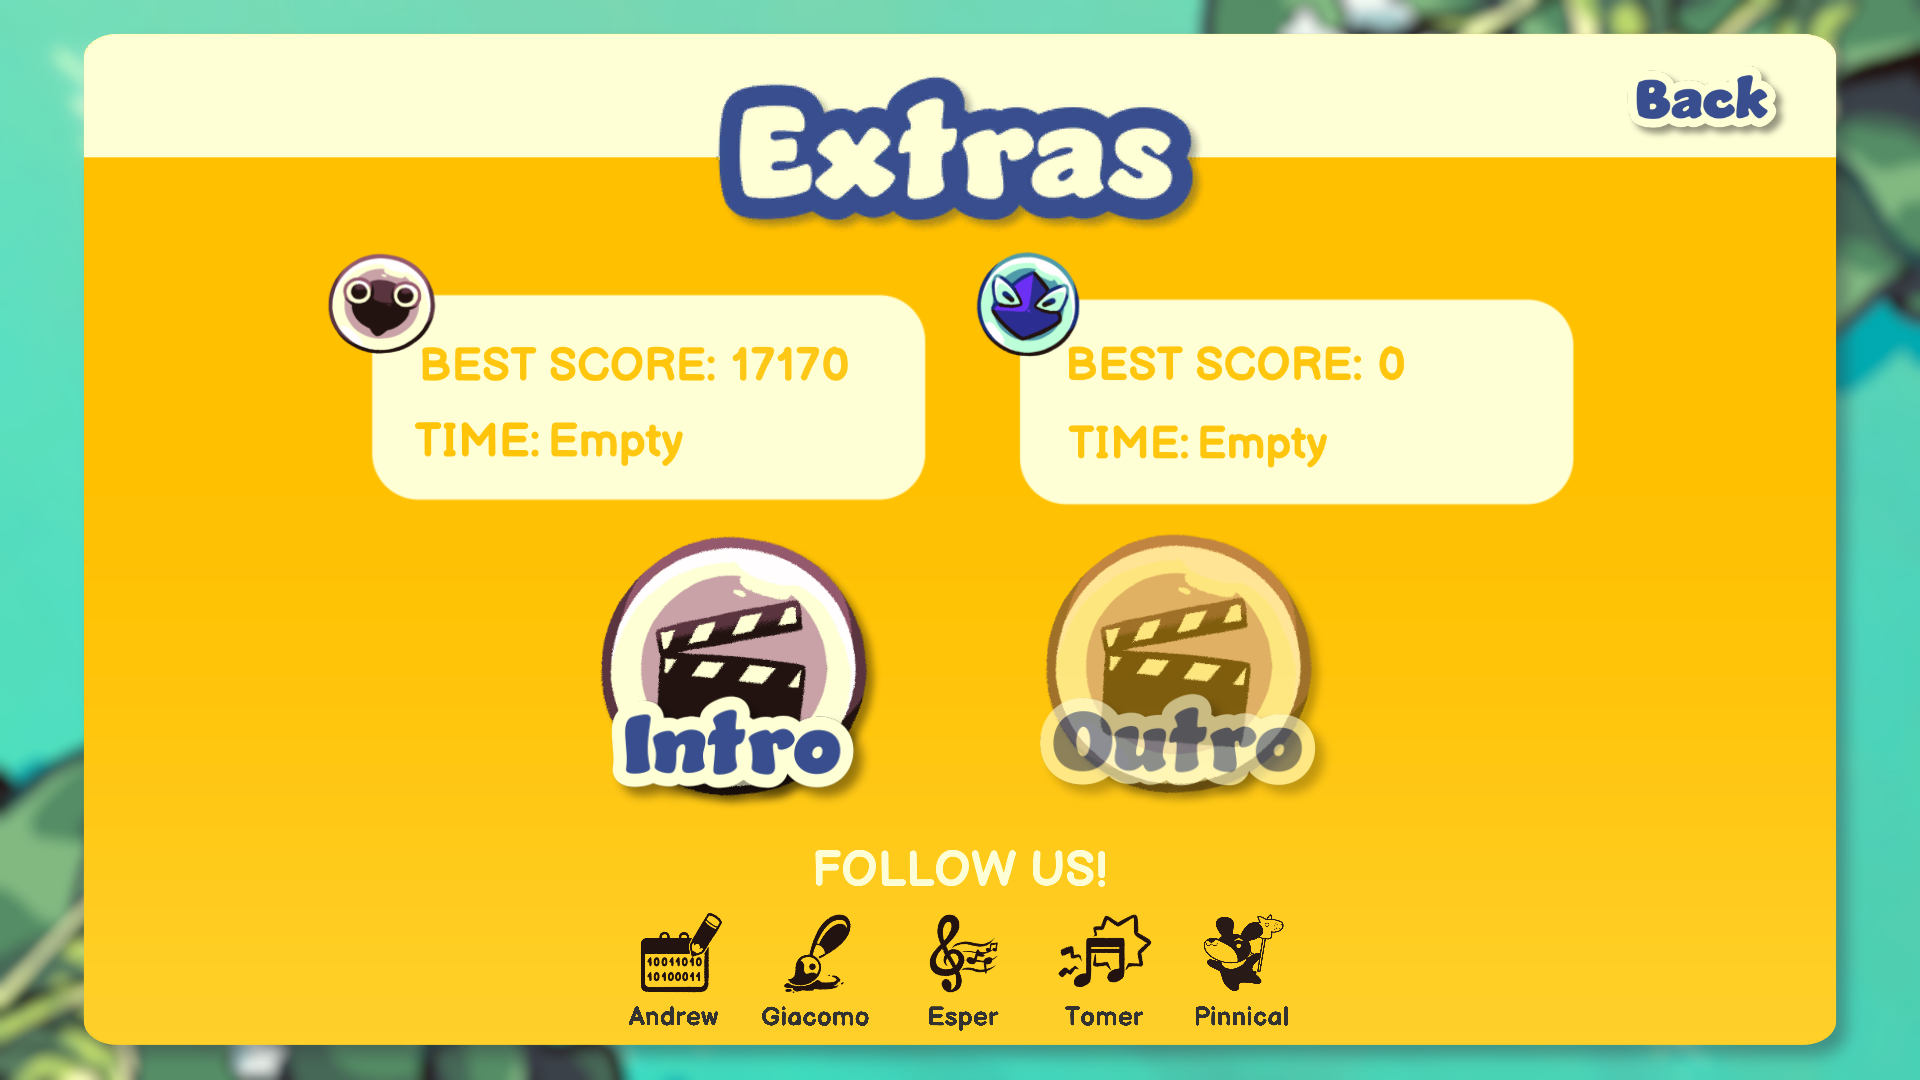 Extras
Back
BEST SCORE: 17170
TIME: Empty
BEST SCORE: 0
TIME: Empty
Intro
Outro
FOLLOW US!
10011010
10100011
Andrew
Giacomo
Esper
Tomer
Pinnical